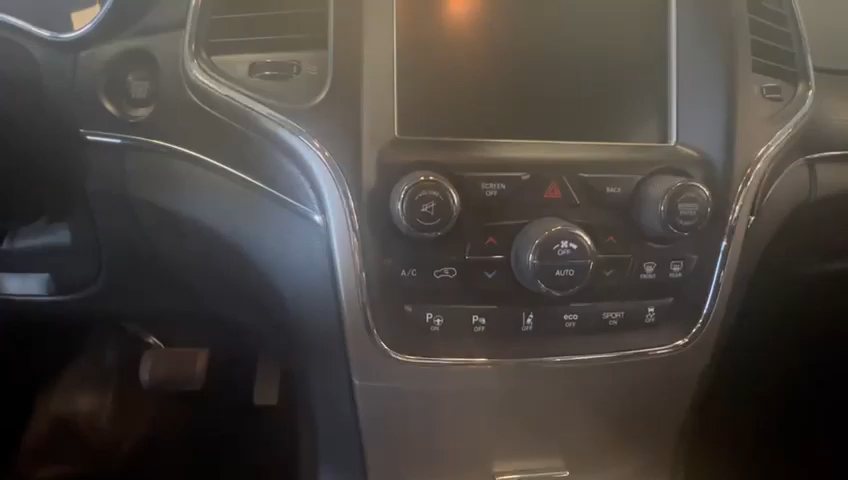 SCREEN OFF
BACK
OFF
AUTO
A/C
FRONT
REAR
P ON
P OFF
OFF
eco OFF
SPORT ON
OFF